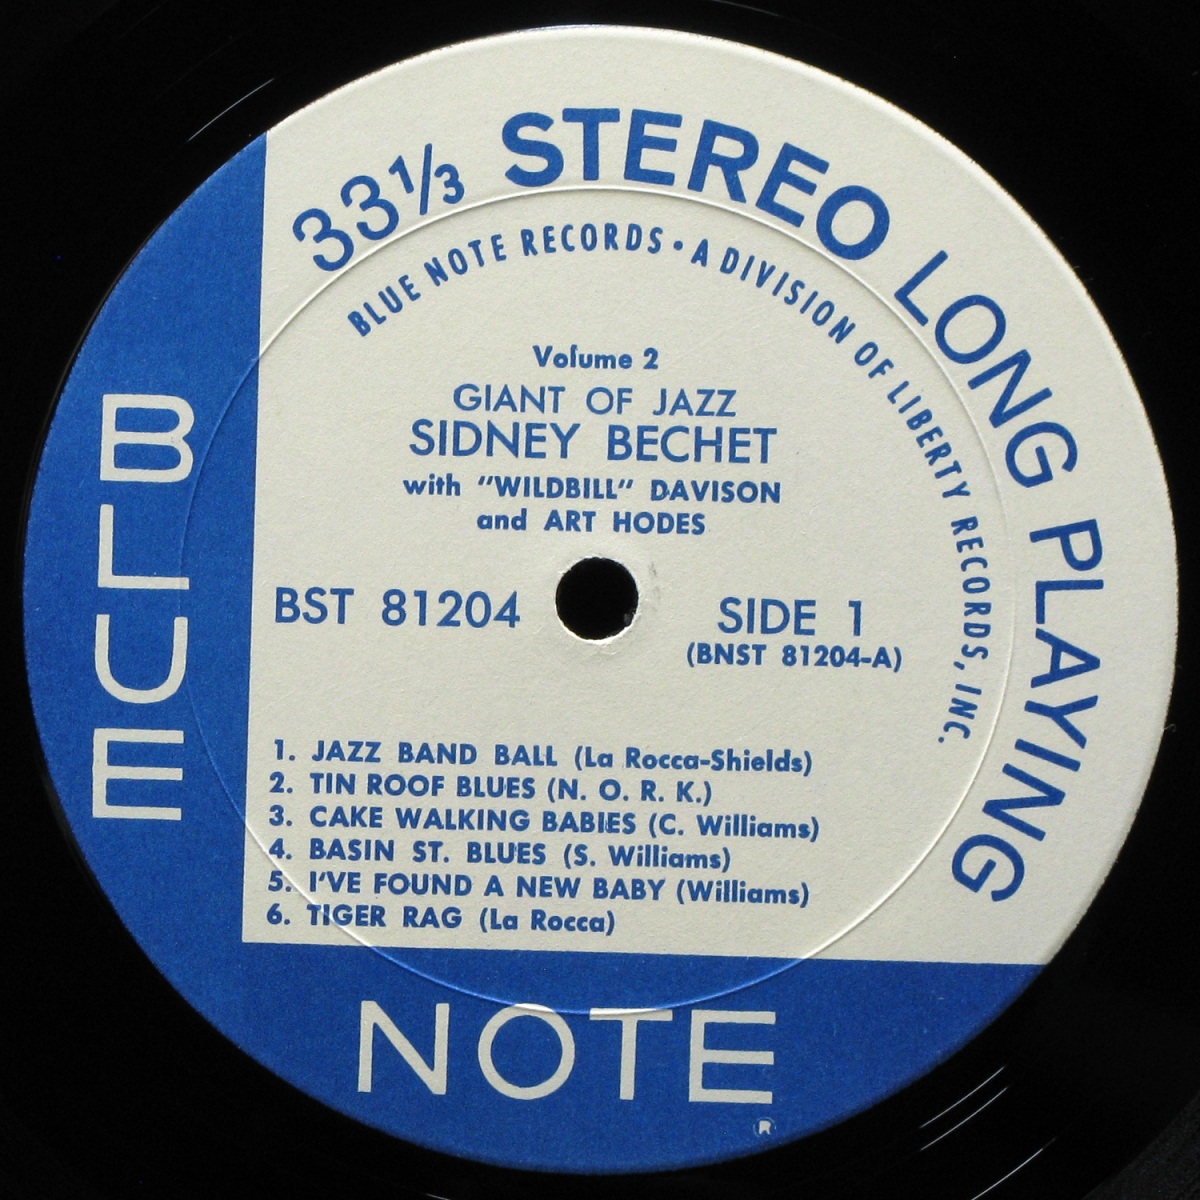 33⅓ STEREO LONG PLAYING
BLUE NOTE RECORDS • A DIVISION OF LIBERTY RECORDS, INC.
Volume 2
GIANT OF JAZZ
SIDNEY BECHET
with "WILDBILL" DAVISON
and ART HODES
BST 81204
SIDE 1
(BNST 81204-A)
1. JAZZ BAND BALL (La Rocca-Shields)
2. TIN ROOF BLUES (N. O. R. K.)
3. CAKE WALKING BABIES (C. Williams)
4. BASIN ST. BLUES (S. Williams)
5. I'VE FOUND A NEW BABY (Williams)
6. TIGER RAG (La Rocca)
BLUE
NOTE
®